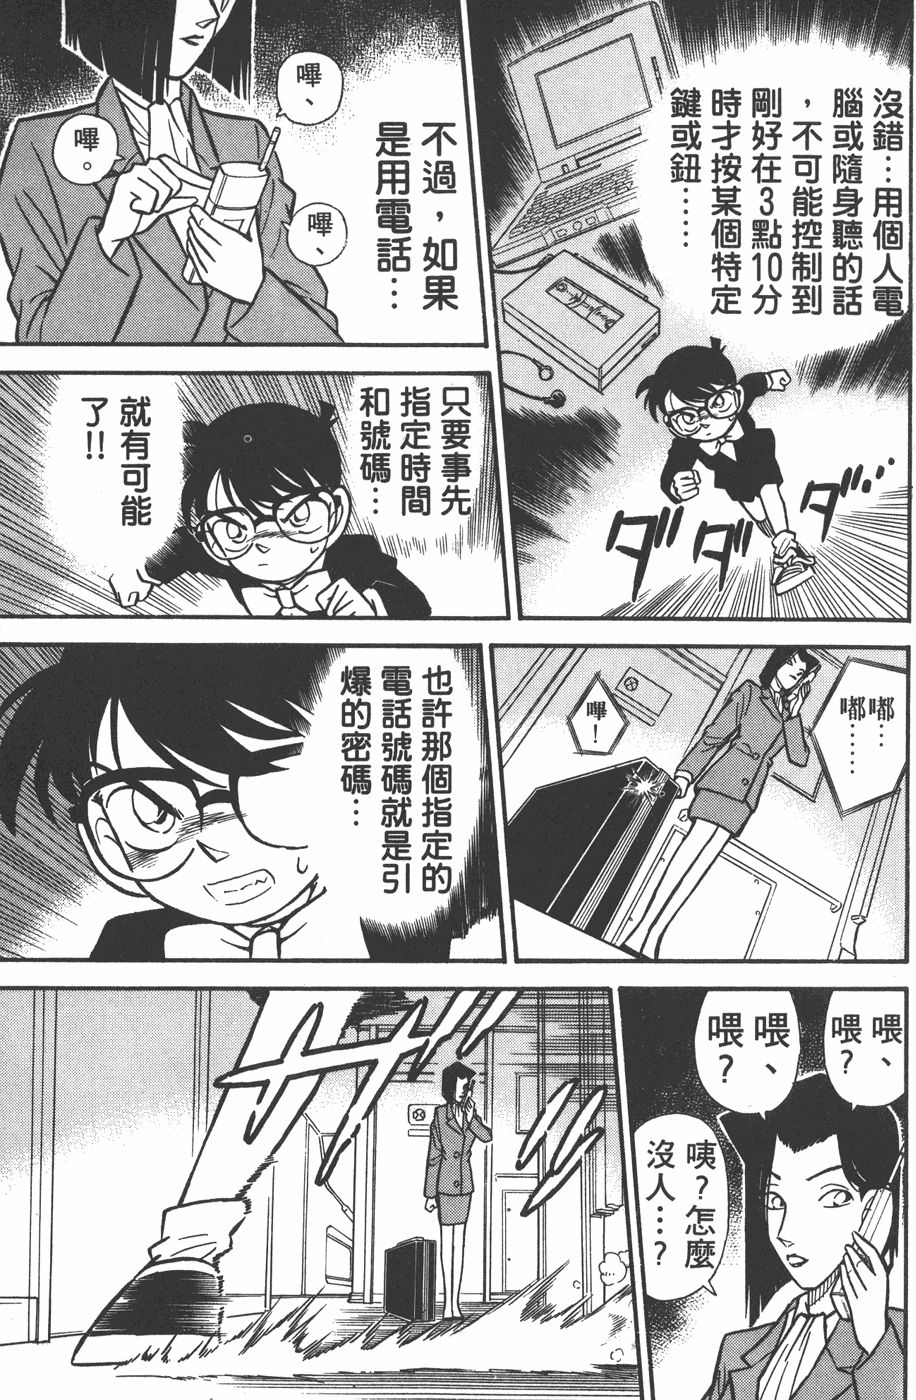 沒錯…用個人電
腦或隨身聽的話
，不可能控制到
剛好在3點10分
時才按某個特定
鍵或鈕……
ダダダ…
不過，如果
是用電話…
嗶、
嗶、
嗶。
只要事先
指定時間
和號碼…
就有可能
了!!
嘟…
嘟……
嗶！
也許那個指定的
電話號碼就是引
爆的密碼…
喂、
喂？
喂、
喂？
咦？怎麼
沒人…？
ダダダ